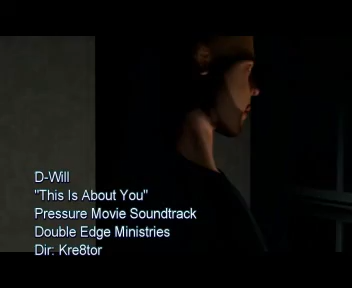 D-Will
"This Is About You"
Pressure Movie Soundtrack
Double Edge Ministries
Dir: Kre8tor